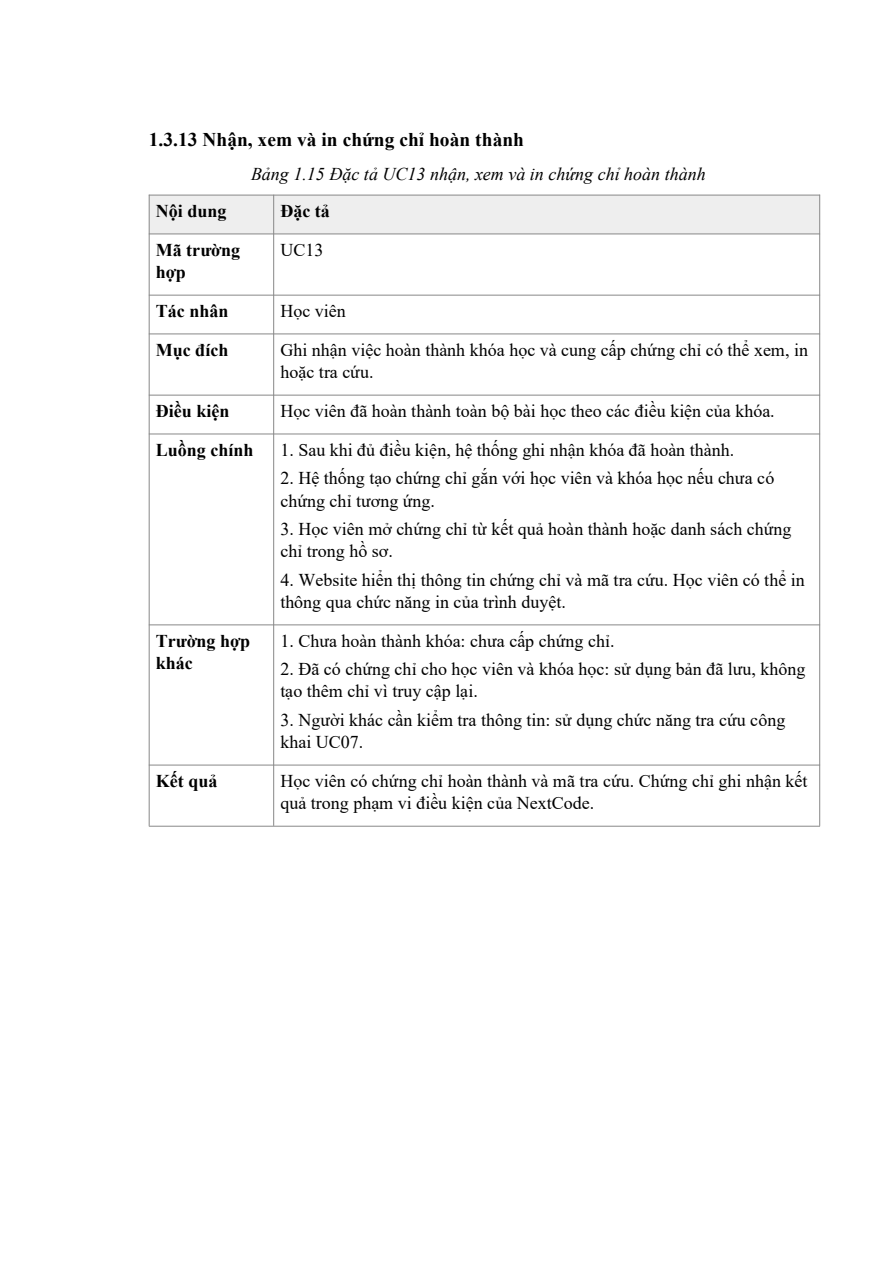 1.3.13 Nhận, xem và in chứng chỉ hoàn thành
Bảng 1.15 Đặc tả UC13 nhận, xem và in chứng chỉ hoàn thành
Nội dung Đặc tả
Mã trường UC13
hợp
Tác nhân Học viên
Mục đích Ghi nhận việc hoàn thành khóa học và cung cấp chứng chỉ có thể xem, in
hoặc tra cứu.
Điều kiện Học viên đã hoàn thành toàn bộ bài học theo các điều kiện của khóa.
Luồng chính 1. Sau khi đủ điều kiện, hệ thống ghi nhận khóa đã hoàn thành.
2. Hệ thống tạo chứng chỉ gắn với học viên và khóa học nếu chưa có
chứng chỉ tương ứng.
3. Học viên mở chứng chỉ từ kết quả hoàn thành hoặc danh sách chứng
chỉ trong hồ sơ.
4. Website hiển thị thông tin chứng chỉ và mã tra cứu. Học viên có thể in
thông qua chức năng in của trình duyệt.
Trường hợp 1. Chưa hoàn thành khóa: chưa cấp chứng chỉ.
khác
2. Đã có chứng chỉ cho học viên và khóa học: sử dụng bản đã lưu, không
tạo thêm chỉ vì truy cập lại.
3. Người khác cần kiểm tra thông tin: sử dụng chức năng tra cứu công
khai UC07.
Kết quả Học viên có chứng chỉ hoàn thành và mã tra cứu. Chứng chỉ ghi nhận kết
quả trong phạm vi điều kiện của NextCode.